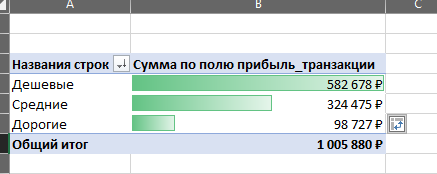 A B C
Названия строк Сумма по полю прибыль_транзакции
Дешевые 582 678 ₽
Средние 324 475 ₽
Дорогие 98 727 ₽
Общий итог 1 005 880 ₽